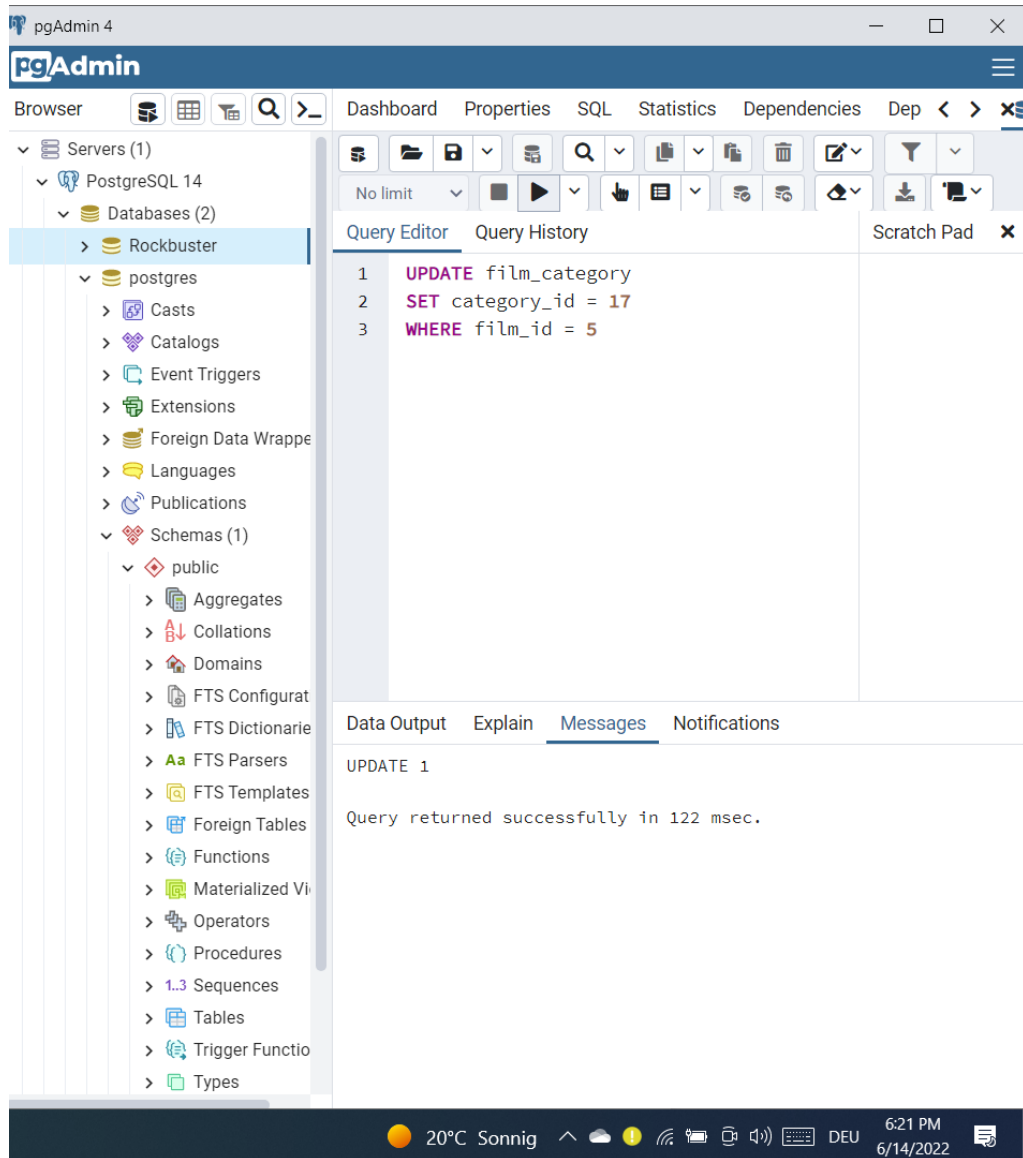 pgAdmin 4
pgAdmin
Browser
Dashboard Properties SQL Statistics Dependencies Dep
Servers (1)
PostgreSQL 14
Databases (2)
Rockbuster
postgres
Casts
Catalogs
Event Triggers
Extensions
Foreign Data Wrappe
Languages
Publications
Schemas (1)
public
Aggregates
Collations
Domains
FTS Configurat
FTS Dictionarie
Aa FTS Parsers
FTS Templates
Foreign Tables
Functions
Materialized Vi
Operators
Procedures
1..3 Sequences
Tables
Trigger Functio
Types
No limit
Query Editor Query History
Scratch Pad
1 UPDATE film_category
2 SET category_id = 17
3 WHERE film_id = 5
Data Output Explain Messages Notifications
UPDATE 1
Query returned successfully in 122 msec.
20°C Sonnig
DEU
6:21 PM
6/14/2022